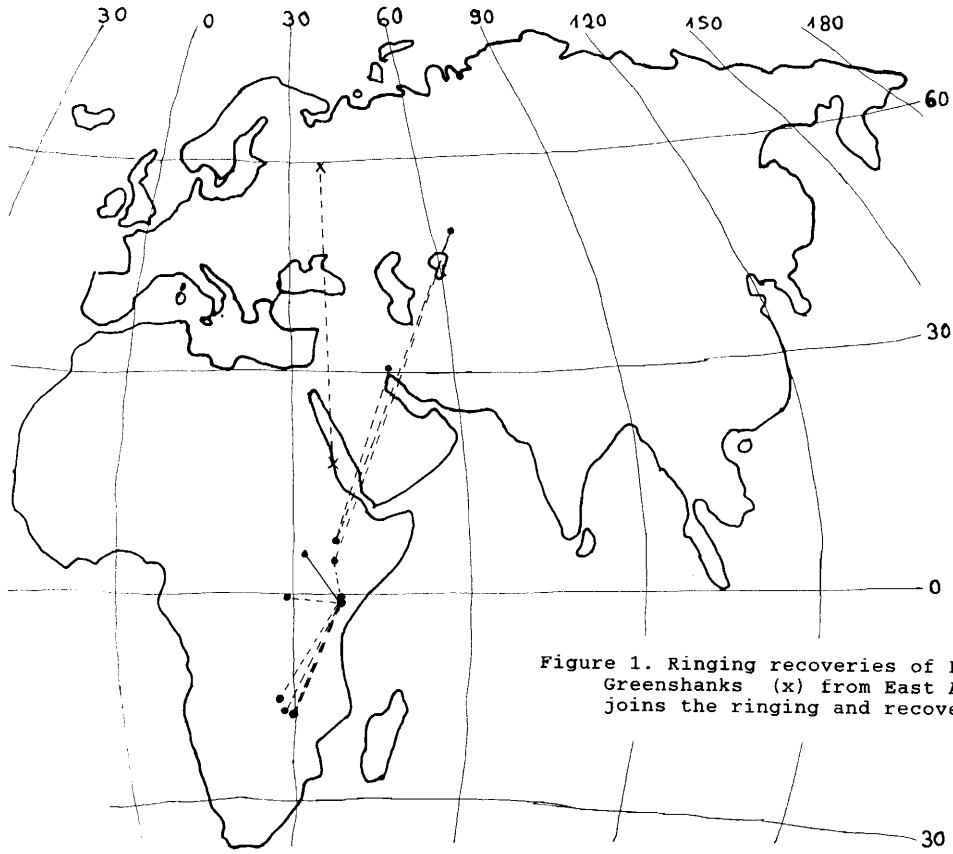 30 0 30 60 90 120 150 180
60
30
0
Figure 1. Ringing recoveries of
Greenshanks (x) from East
joins the ringing and
30